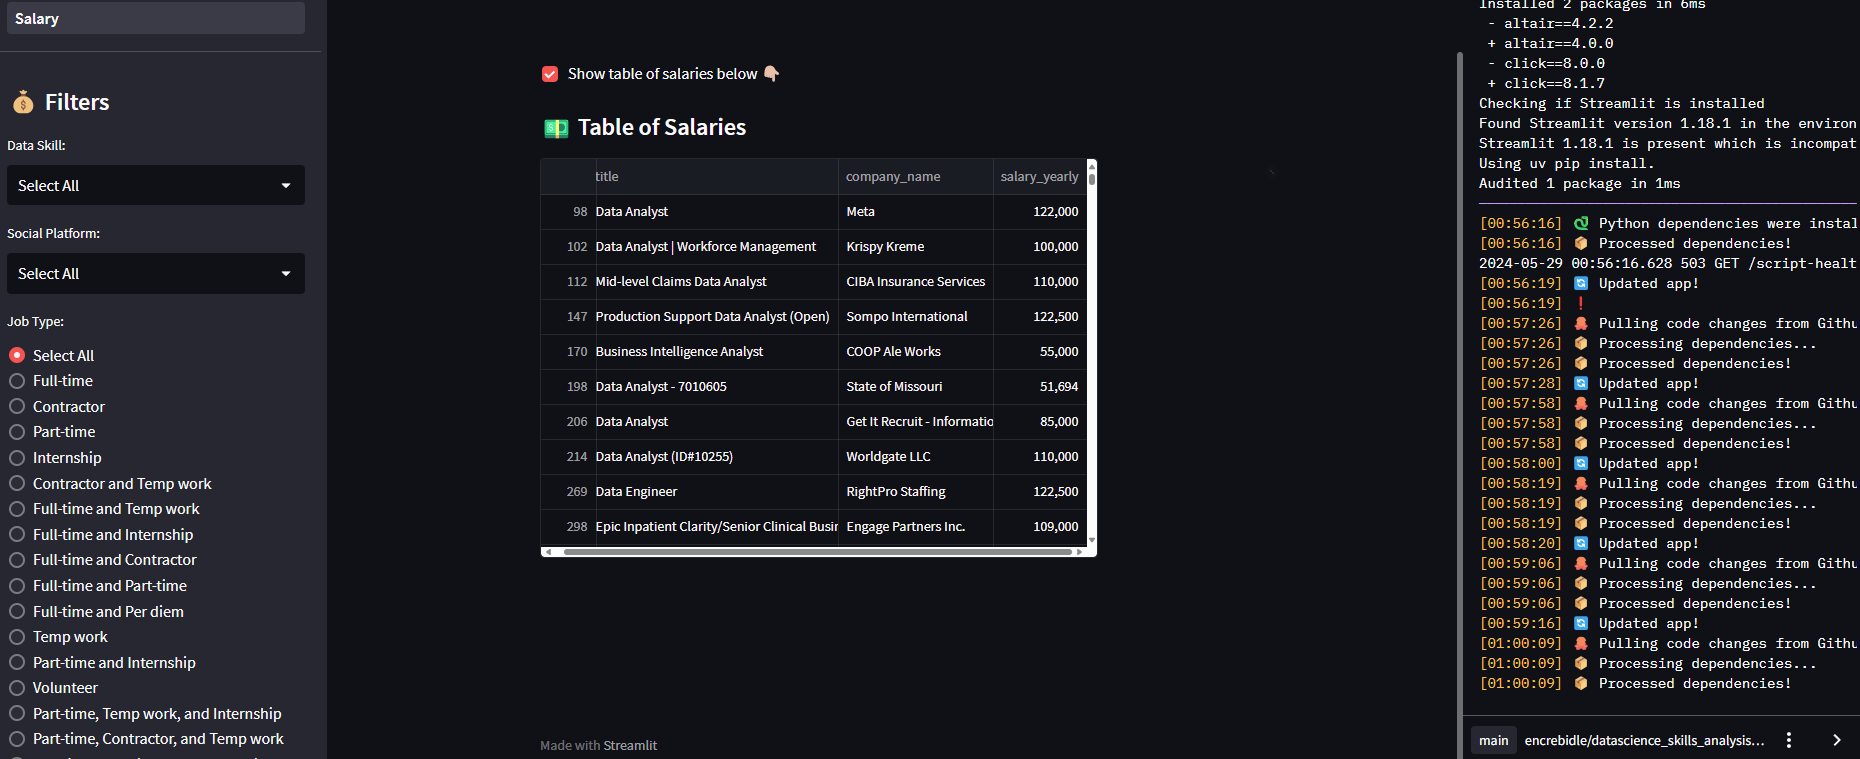 Salary
Filters
Data Skill:
Select All
Social Platform:
Select All
Job Type:
Select All
Full-time
Contractor
Part-time
Internship
Contractor and Temp work
Full-time and Temp work
Full-time and Internship
Full-time and Contractor
Full-time and Part-time
Full-time and Per diem
Temp work
Part-time and Internship
Volunteer
Part-time, Temp work, and Internship
Part-time, Contractor, and Temp work
Show table of salaries below
Table of Salaries
title company_name salary_yearly
98 Data Analyst Meta 122,000
102 Data Analyst | Workforce Management Krispy Kreme 100,000
112 Mid-level Claims Data Analyst CIBA Insurance Services 110,000
147 Production Support Data Analyst (Open) Sompo International 122,500
170 Business Intelligence Analyst COOP Ale Works 55,000
198 Data Analyst - 7010605 State of Missouri 51,694
206 Data Analyst Get It Recruit - Informatio 85,000
214 Data Analyst (ID#10255) Worldgate LLC 110,000
269 Data Engineer RightPro Staffing 122,500
298 Epic Inpatient Clarity/Senior Clinical Busin Engage Partners Inc. 109,000
Made with Streamlit
Installed 2 packages in 6ms
- altair==4.2.2
+ altair==4.0.0
- click==8.0.0
+ click==8.1.7
Checking if Streamlit is installed
Found Streamlit version 1.18.1 in the environ
Streamlit 1.18.1 is present which is incompat
Using uv pip install.
Audited 1 package in 1ms
[00:56:16] Python dependencies were instal
[00:56:16] Processed dependencies!
2024-05-29 00:56:16.628 503 GET /script-healt
[00:56:19] Updated app!
[00:56:19] ❗
[00:57:26] Pulling code changes from Githu
[00:57:26] Processing dependencies...
[00:57:26] Processed dependencies!
[00:57:28] Updated app!
[00:57:58] Pulling code changes from Githu
[00:57:58] Processing dependencies...
[00:57:58] Processed dependencies!
[00:58:00] Updated app!
[00:58:19] Pulling code changes from Githu
[00:58:19] Processing dependencies...
[00:58:19] Processed dependencies!
[00:58:20] Updated app!
[00:59:06] Pulling code changes from Githu
[00:59:06] Processing dependencies...
[00:59:06] Processed dependencies!
[00:59:16] Updated app!
[01:00:09] Pulling code changes from Githu
[01:00:09] Processing dependencies...
[01:00:09] Processed dependencies!
main encrebidle/datascience_skills_analysis...